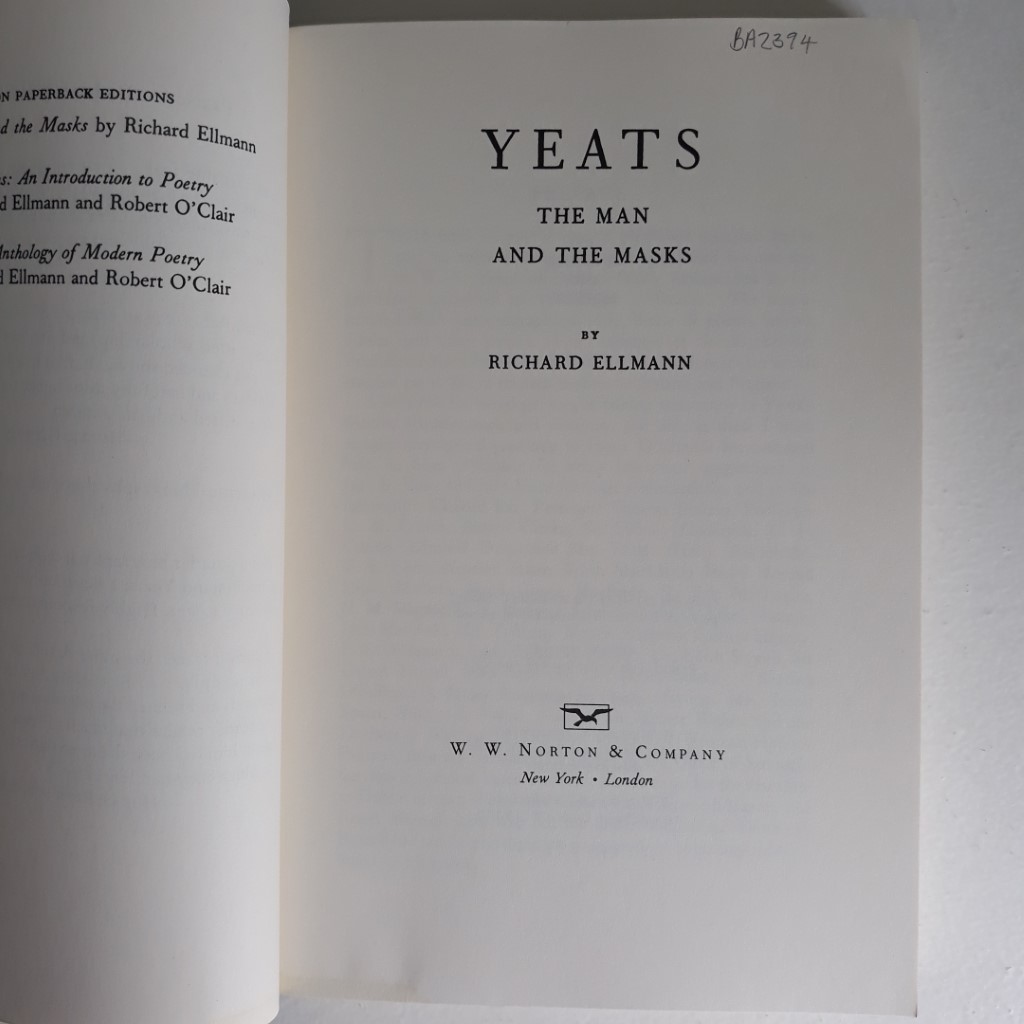 N PAPERBACK EDITIONS
d the Masks by Richard Ellmann
s: An Introduction to Poetry
d Ellmann and Robert O'Clair
Anthology of Modern Poetry
d Ellmann and Robert O'Clair
BA2394
YEATS
THE MAN
AND THE MASKS
BY
RICHARD ELLMANN
W. W. NORTON & COMPANY
New York • London